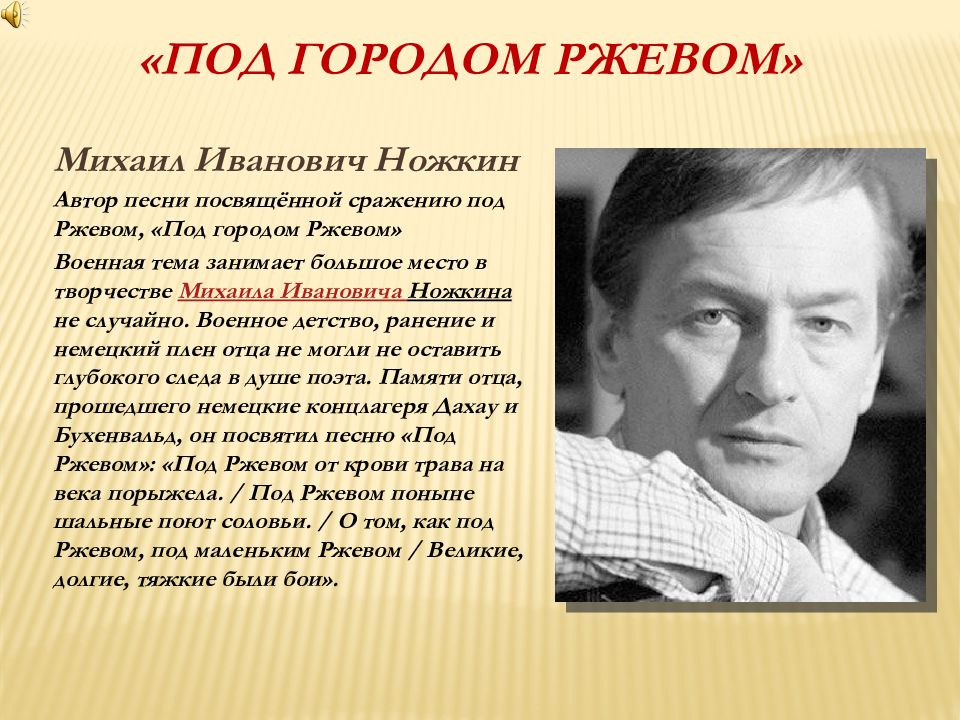 «ПОД ГОРОДОМ РЖЕВОМ»
Михаил Иванович Ножкин
Автор песни посвящённой сражению под
Ржевом, «Под городом Ржевом»
Военная тема занимает большое место в
творчестве Михаила Ивановича Ножкина
не случайно. Военное детство, ранение и
немецкий плен отца не могли не оставить
глубокого следа в душе поэта. Памяти отца,
прошедшего немецкие концлагеря Дахау и
Бухенвальд, он посвятил песню «Под
Ржевом»: «Под Ржевом от крови трава на
века порыжела. / Под Ржевом поныне
шальные поют соловьи. / О том, как под
Ржевом, под маленьким Ржевом / Великие,
долгие, тяжкие были бои».